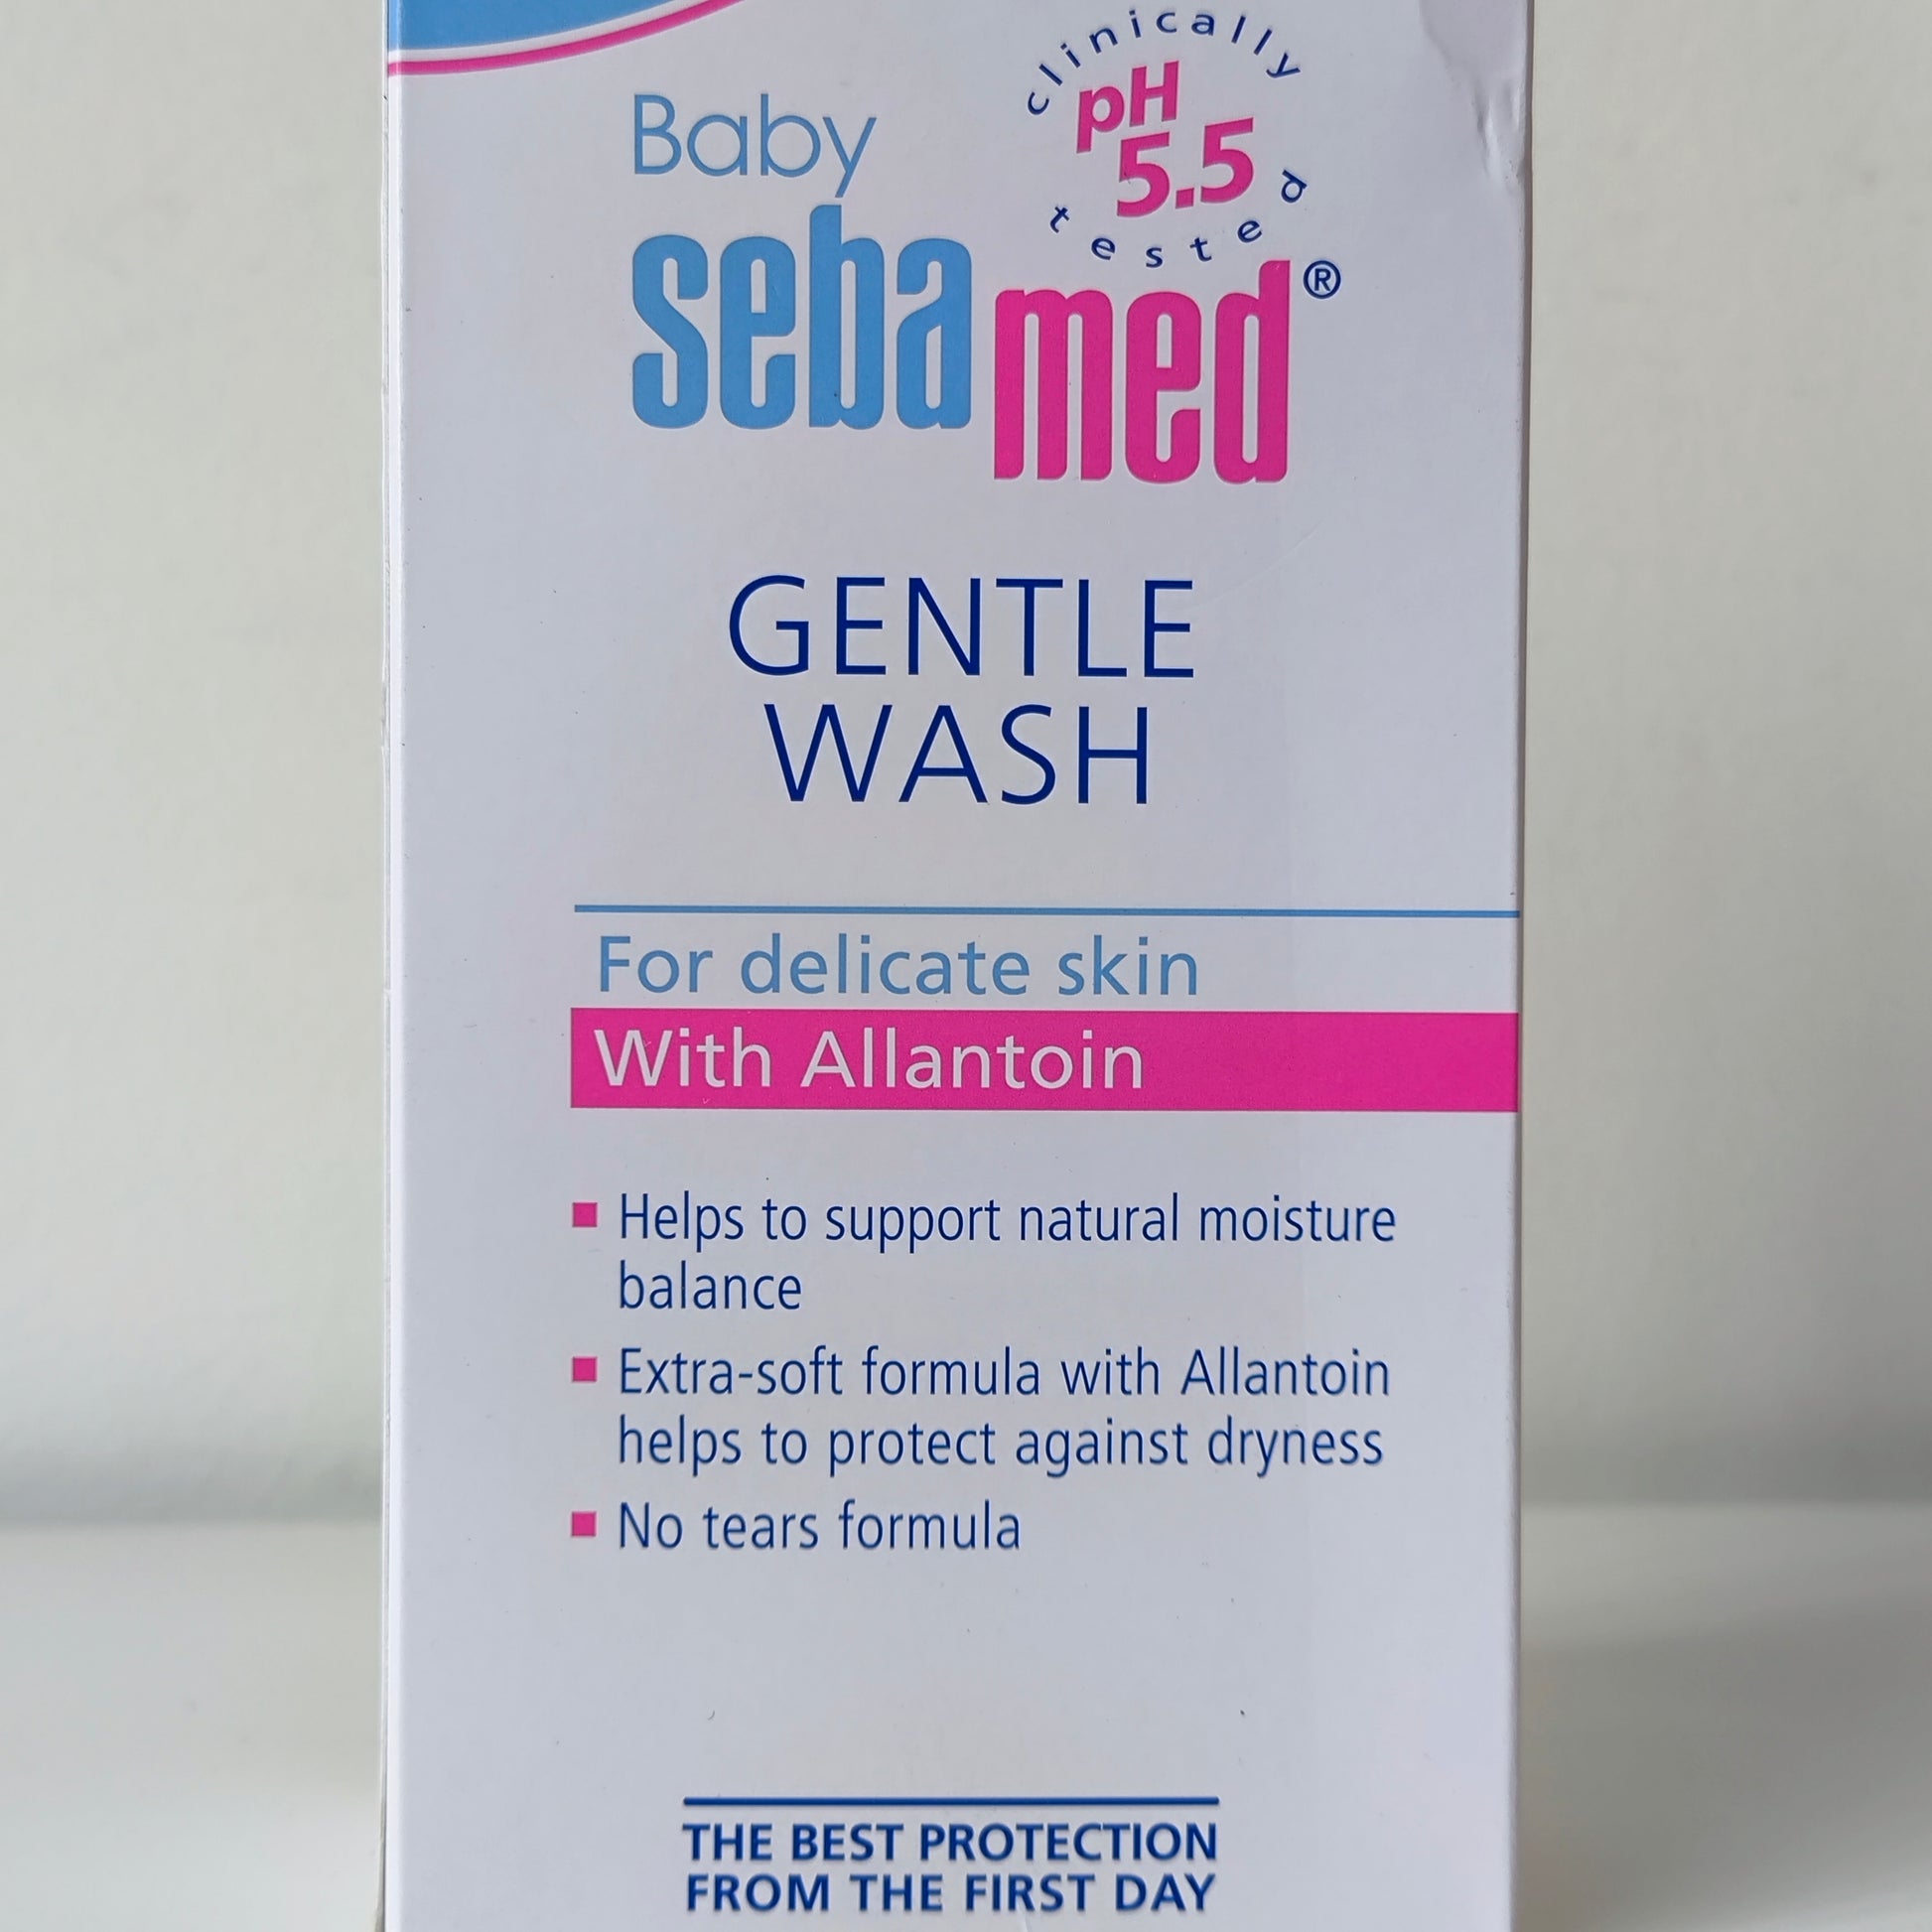 clinically
pH
5.5
tested
Baby
sebamed®
GENTLE
WASH
For delicate skin
With Allantoin
▪ Helps to support natural moisture
balance
▪ Extra-soft formula with Allantoin
helps to protect against dryness
▪ No tears formula
THE BEST PROTECTION
FROM THE FIRST DAY